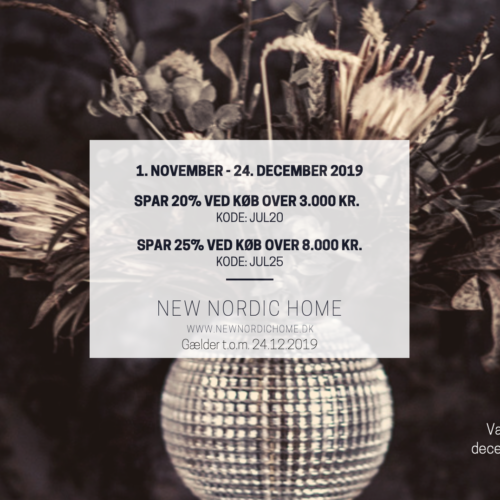 1. NOVEMBER - 24. DECEMBER 2019
SPAR 20% VED KØB OVER 3.000 KR.
KODE: JUL20
SPAR 25% VED KØB OVER 8.000 KR.
KODE: JUL25
NEW NORDIC HOME
WWW.NEWNORDICHOME.DK
Gælder t.o.m. 24.12.2019